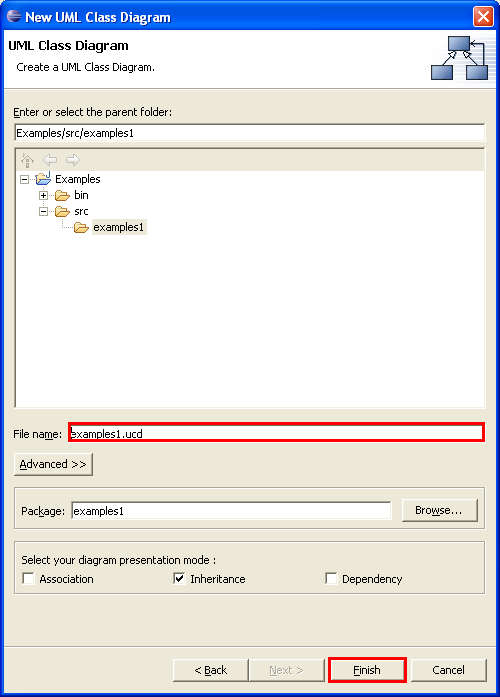 New UML Class Diagram
UML Class Diagram
Create a UML Class Diagram.
Enter or select the parent folder:
Examples/src/examples1
Examples
bin
src
examples1
File name: examples1.ucd
Advanced >>
Package: examples1 Browse...
Select your diagram presentation mode :
Association Inheritance Dependency
< Back Next > Finish Cancel